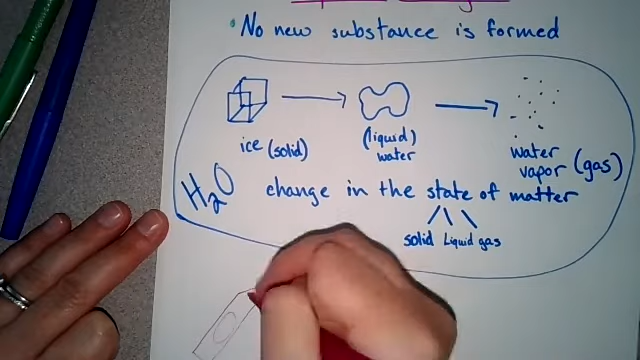 • No new substance is formed
ice (solid)
(liquid)
water
water
vapor (gas)
H₂O
change in the state of matter
solid Liquid gas